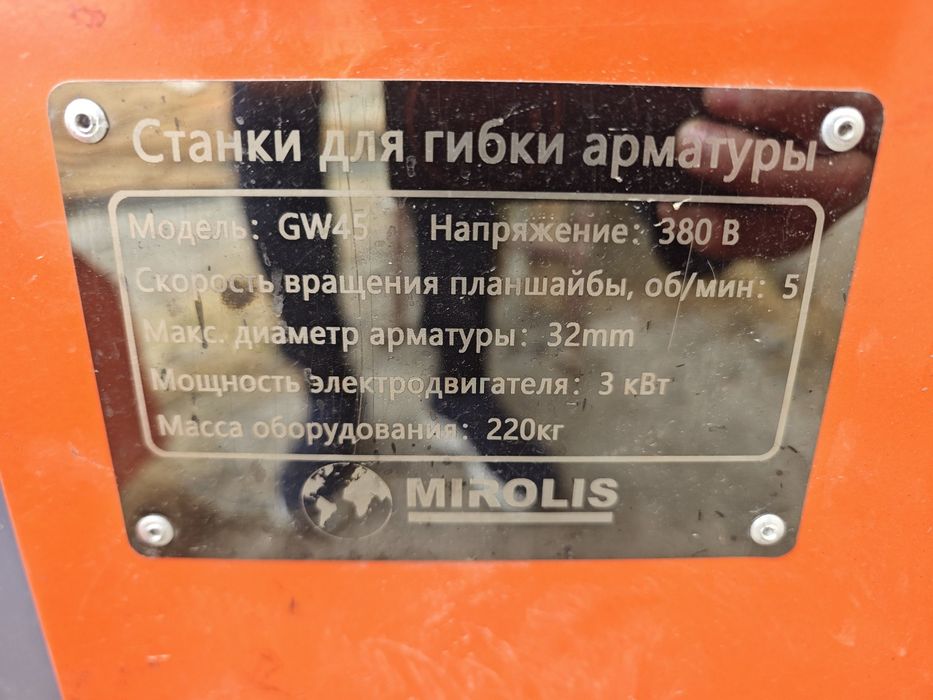 Станки для гибки арматуры
Модель: GW45 Напряжение: 380 В
Скорость вращения планшайбы, об/мин: 5
Макс. диаметр арматуры: 32mm
Мощность электродвигателя: 3 кВт
Масса оборудования: 220кг
MIROLIS